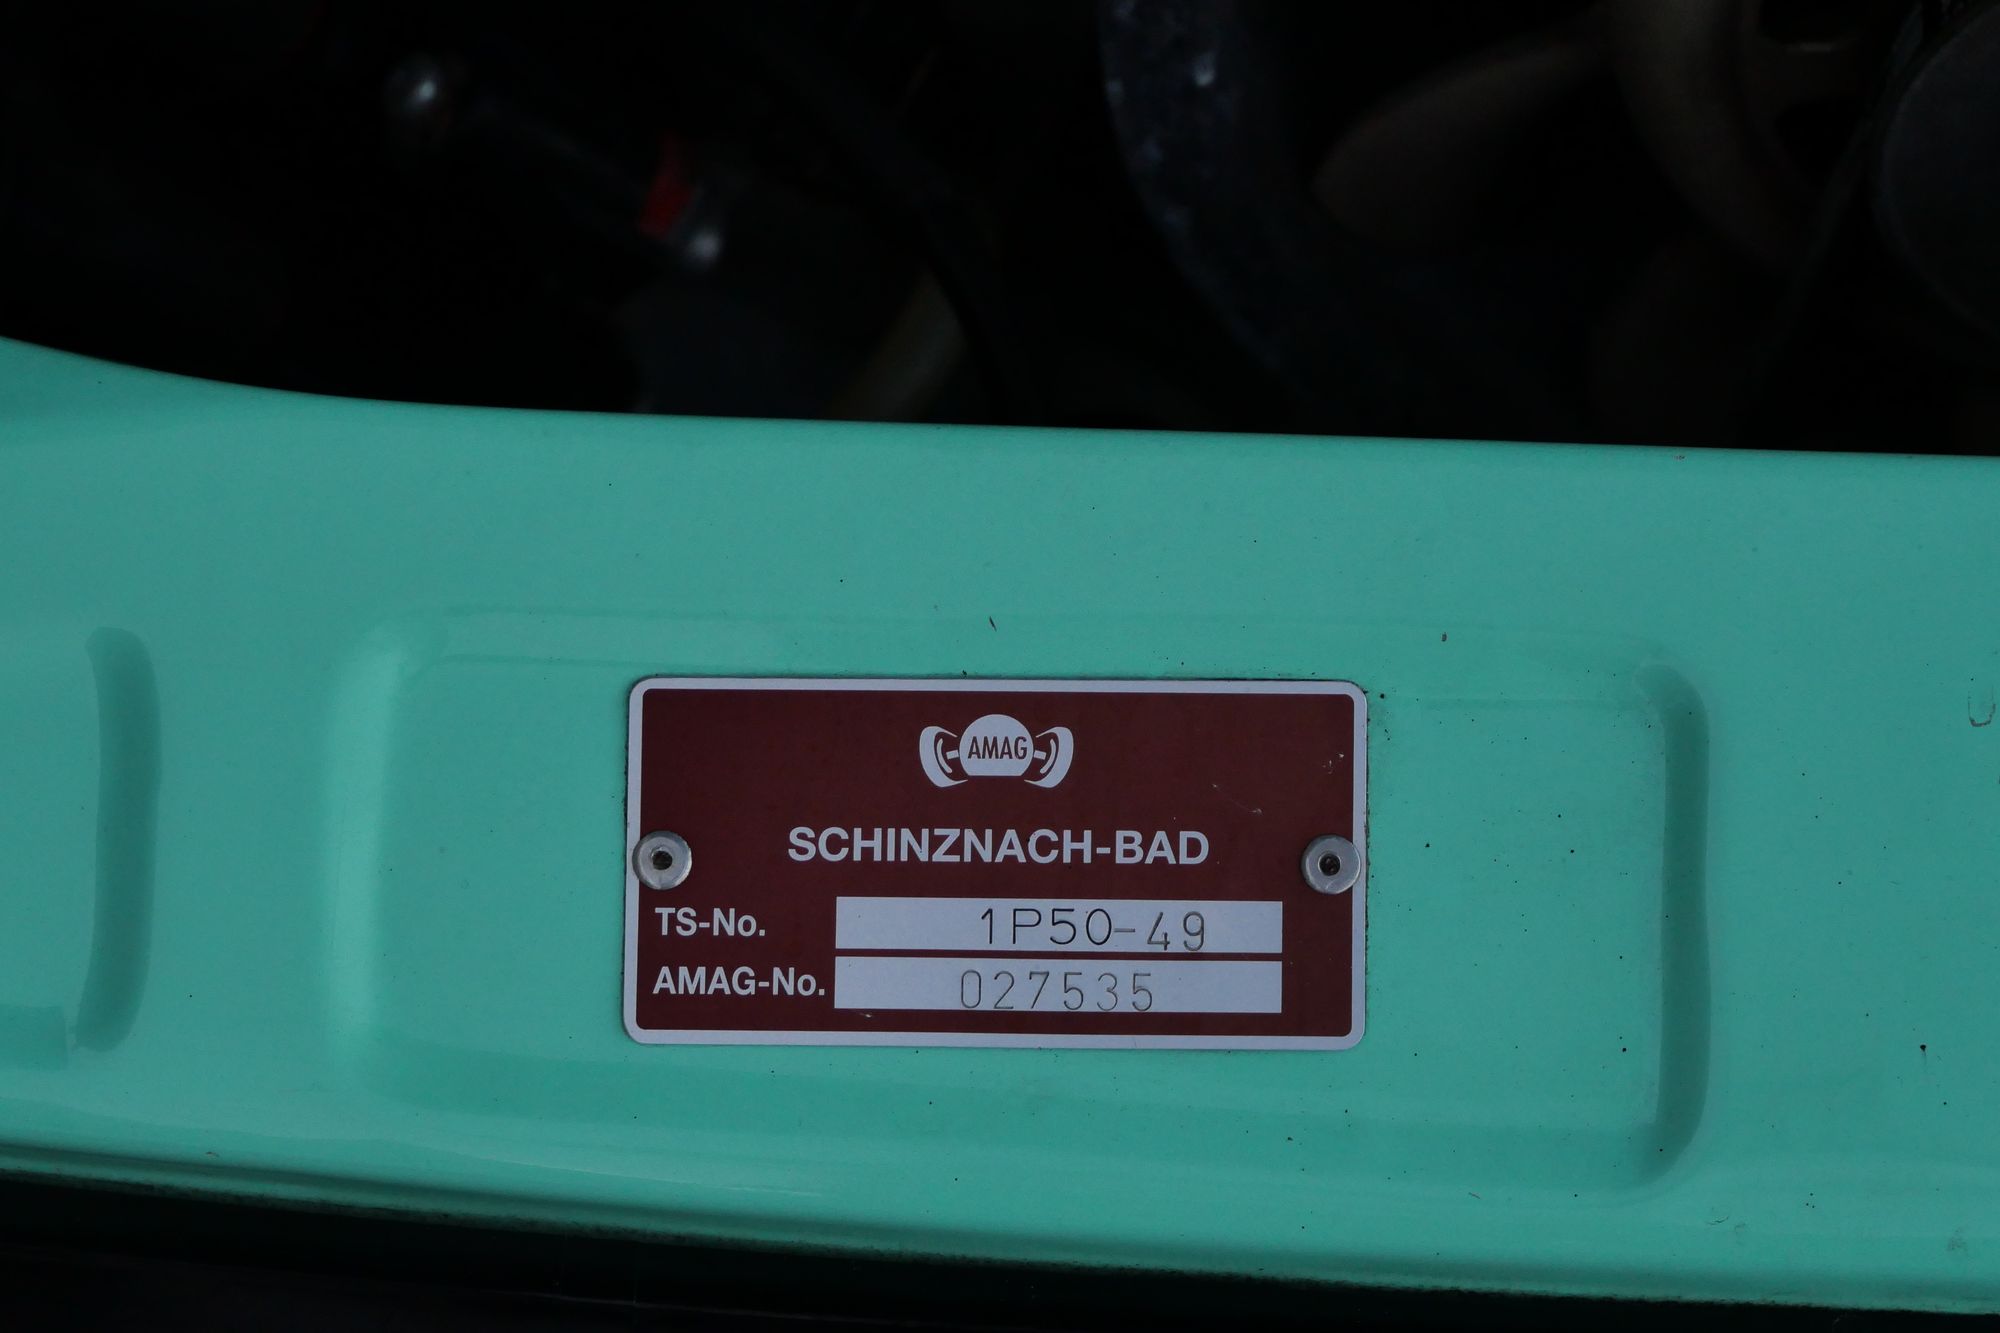 AMAG
SCHINZNACH-BAD
TS-No. 1P50-49
AMAG-No. 027535